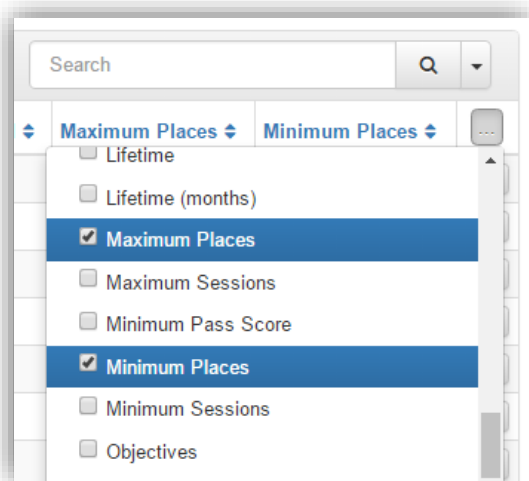 Search
Maximum Places Minimum Places ...
Lifetime
Lifetime (months)
Maximum Places
Maximum Sessions
Minimum Pass Score
Minimum Places
Minimum Sessions
Objectives